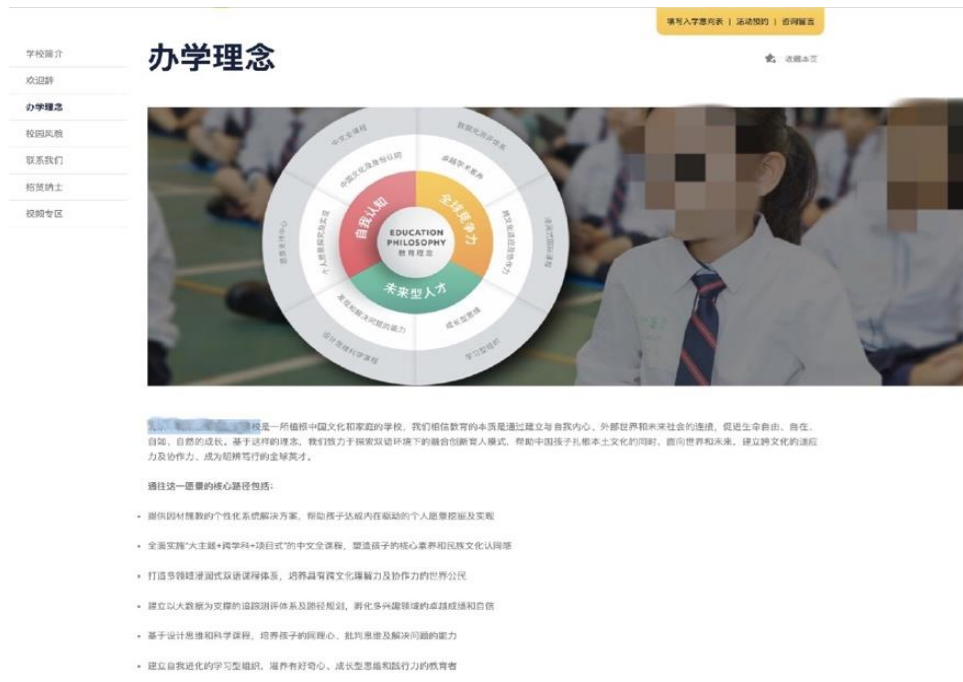 填写入学意向表 | 活动预约 | 咨询留言
学校简介
欢迎辞
办学理念
校园风貌
联系我们
招贤纳士
视频专区
办学理念
收藏本页
中文全课程
数据化测评体系
中国文化及身份认同
卓越学术素养
自我认知
全球竞争力
EDUCATION
PHILOSOPHY
教育理念
个人愿景探究及实现
跨文化适应及协作力
浸润式国际课程
未来型人才
发现和解决问题的能力
成长型思维
设计思维科学课程
学习型组织
校是一所植根中国文化和家庭的学校,我们相信教育的本质是通过建立与自我内心、外部世界和未来社会的连接,促进生命自由、自在、
自如、自然的成长。基于这样的理念,我们致力于探索双语环境下的融合创新育人模式,帮助中国孩子扎根本土文化的同时,面向世界和未来,建立跨文化的适应
力及协作力,成为明辨笃行的全球英才。
通往这一愿景的核心路径包括:
• 提供因材施教的个性化系统解决方案,帮助孩子达成内在驱动的个人愿景挖掘及实现
• 全面实施“大主题+跨学科+项目式”的中文全课程,塑造孩子的核心素养和民族文化认同感
• 打造多领域浸润式双语课程体系,培养具有跨文化理解力及协作力的世界公民
• 建立以大数据为支撑的追踪测评体系及路径规划,孵化多兴趣领域的卓越成绩和自信
• 基于设计思维和科学课程,培养孩子的同理心、批判思维及解决问题的能力
• 建立自我进化的学习型组织,滋养有好奇心、成长型思维和践行力的教育者